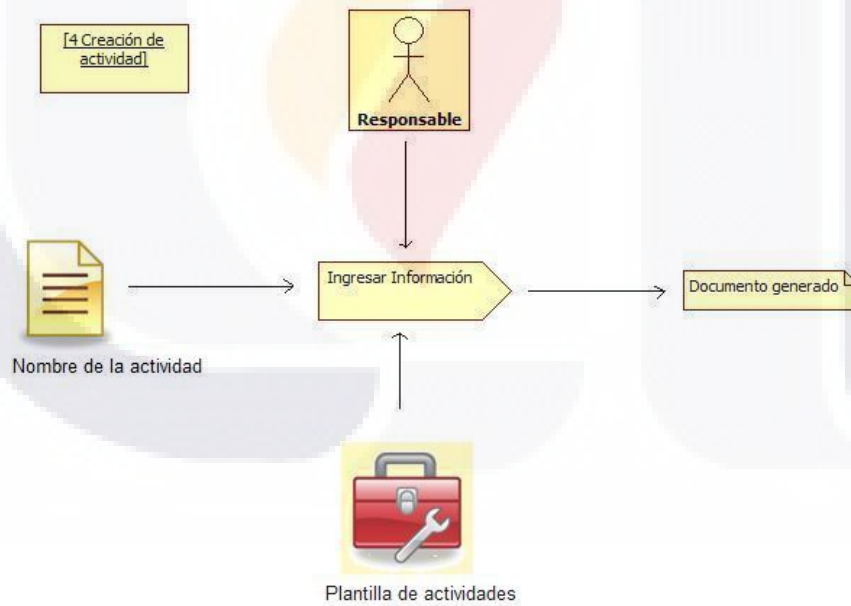 [4 Creación de
actividad]
Responsable
Ingresar Información
Documento generado
Nombre de la actividad
Plantilla de actividades